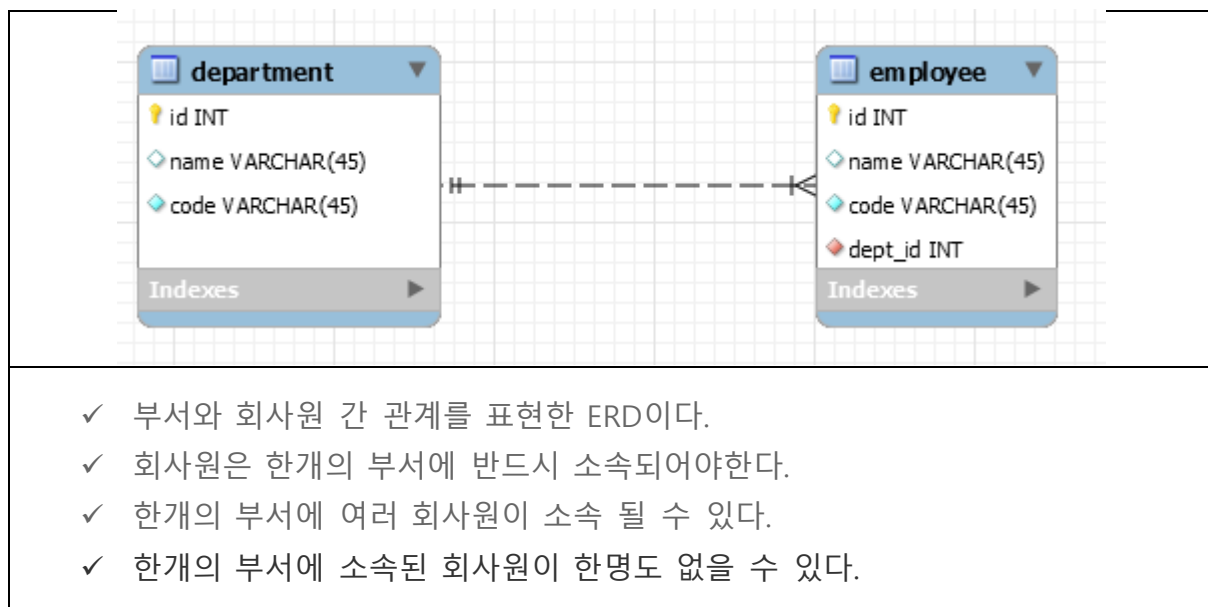 department
id INT
name VARCHAR(45)
code VARCHAR(45)
Indexes
employee
id INT
name VARCHAR(45)
code VARCHAR(45)
dept_id INT
Indexes
✓ 부서와 회사원 간 관계를 표현한 ERD이다.
✓ 회사원은 한개의 부서에 반드시 소속되어야한다.
✓ 한개의 부서에 여러 회사원이 소속 될 수 있다.
✓ 한개의 부서에 소속된 회사원이 한명도 없을 수 있다.